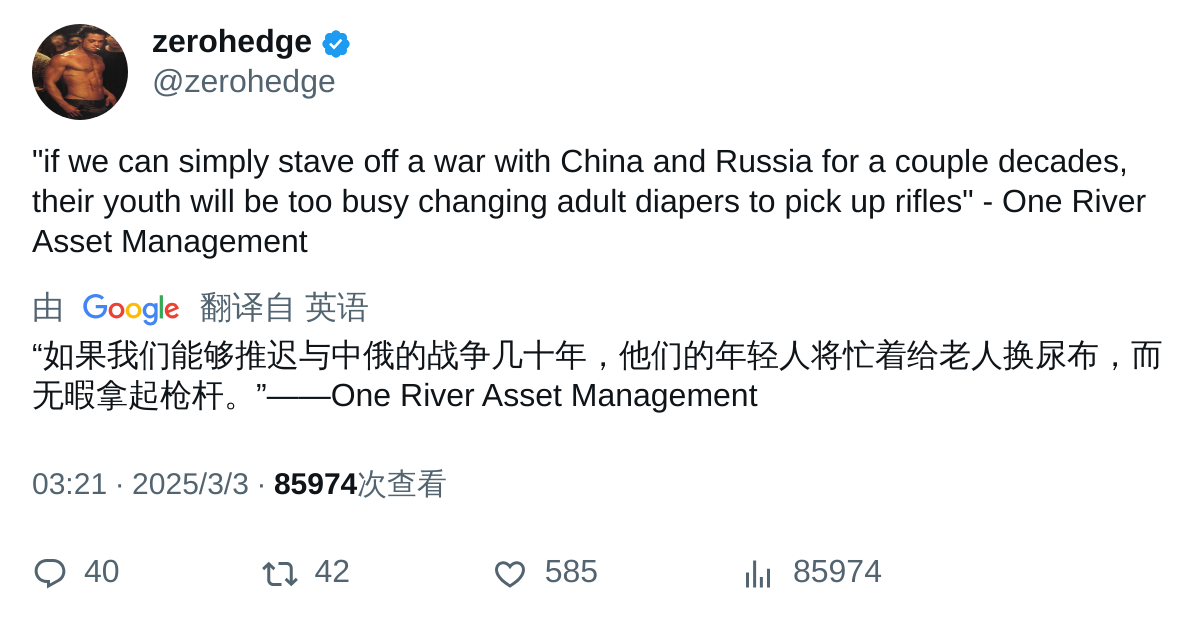 zerohedge
@zerohedge
"if we can simply stave off a war with China and Russia for a couple decades,
their youth will be too busy changing adult diapers to pick up rifles" - One River
Asset Management
由 Google 翻译自 英语
“如果我们能够推迟与中俄的战争几十年，他们的年轻人将忙着给老人换尿布，而
无暇拿起枪杆。”——One River Asset Management
03:21 · 2025/3/3 · 85974次查看
40 42 585 85974